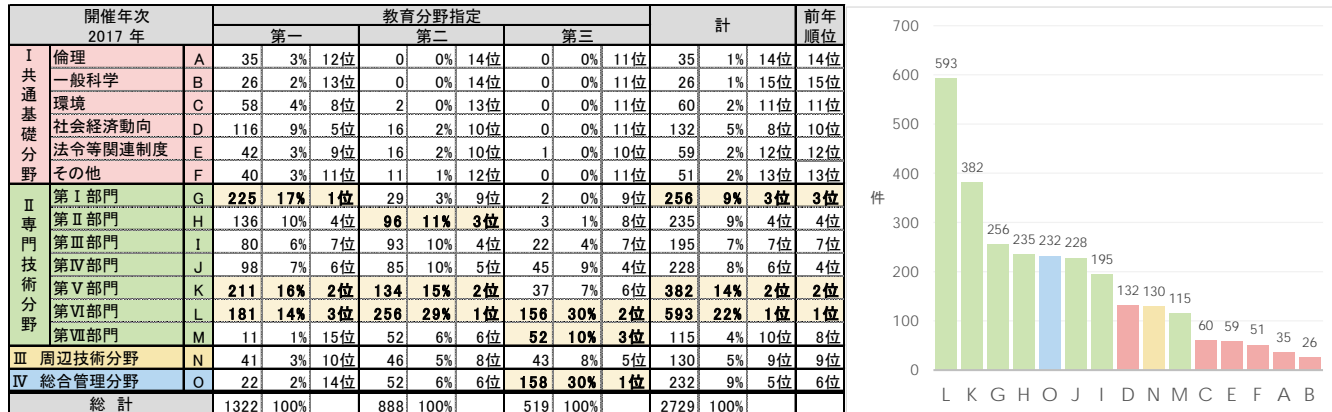 開催年次 教育分野指定 計 前年
2017 年 第一 第二 第三 順位
Ⅰ 共通基礎分野
倫理 A 35 3% 12位 0 0% 14位 0 0% 11位 35 1% 14位 14位
一般科学 B 26 2% 13位 0 0% 14位 0 0% 11位 26 1% 15位 15位
環境 C 58 4% 8位 2 0% 13位 0 0% 11位 60 2% 11位 11位
社会経済動向 D 116 9% 5位 16 2% 10位 0 0% 11位 132 5% 8位 10位
法令等関連制度 E 42 3% 9位 16 2% 10位 1 0% 10位 59 2% 12位 12位
その他 F 40 3% 11位 11 1% 12位 0 0% 11位 51 2% 13位 13位
Ⅱ 専門技術分野
第Ⅰ部門 G 225 17% 1位 29 3% 9位 2 0% 9位 256 9% 3位 3位
第Ⅱ部門 H 136 10% 4位 96 11% 3位 3 1% 8位 235 9% 4位 4位
第Ⅲ部門 I 80 6% 7位 93 10% 4位 22 4% 7位 195 7% 7位 7位
第Ⅳ部門 J 98 7% 6位 85 10% 5位 45 9% 4位 228 8% 6位 4位
第Ⅴ部門 K 211 16% 2位 134 15% 2位 37 7% 6位 382 14% 2位 2位
第Ⅵ部門 L 181 14% 3位 256 29% 1位 156 30% 2位 593 22% 1位 1位
第Ⅶ部門 M 11 1% 15位 52 6% 6位 52 10% 3位 115 4% 10位 8位
Ⅲ 周辺技術分野 N 41 3% 10位 46 5% 8位 43 8% 5位 130 5% 9位 9位
Ⅳ 総合管理分野 O 22 2% 14位 52 6% 6位 158 30% 1位 232 9% 5位 6位
総 計 1322 100% 888 100% 519 100% 2729 100%
700
600
500
400
300
200
100
0
件
593 382 256 235 232 228 195 132 130 115 60 59 51 35 26
L K G H O J I D N M C E F A B